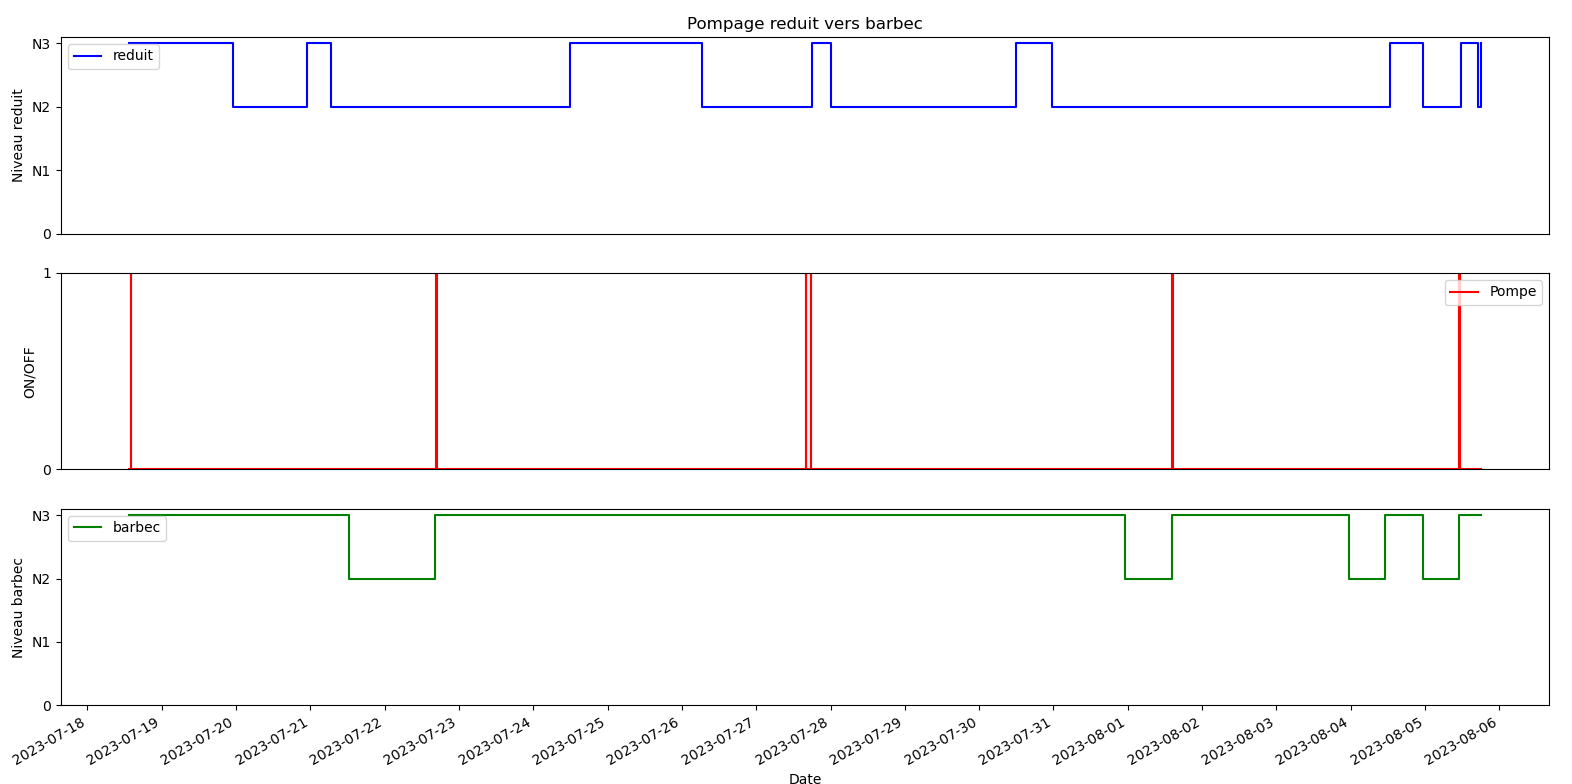 Pompage reduit vers barbec
N3
N2
N1
0
Niveau reduit
reduit
1
0
ON/OFF
Pompe
N3
N2
N1
0
Niveau barbec
barbec
2023-07-18
2023-07-19
2023-07-20
2023-07-21
2023-07-22
2023-07-23
2023-07-24
2023-07-25
2023-07-26
2023-07-27
2023-07-28
2023-07-29
2023-07-30
2023-07-31
2023-08-01
2023-08-02
2023-08-03
2023-08-04
2023-08-05
2023-08-06
Date